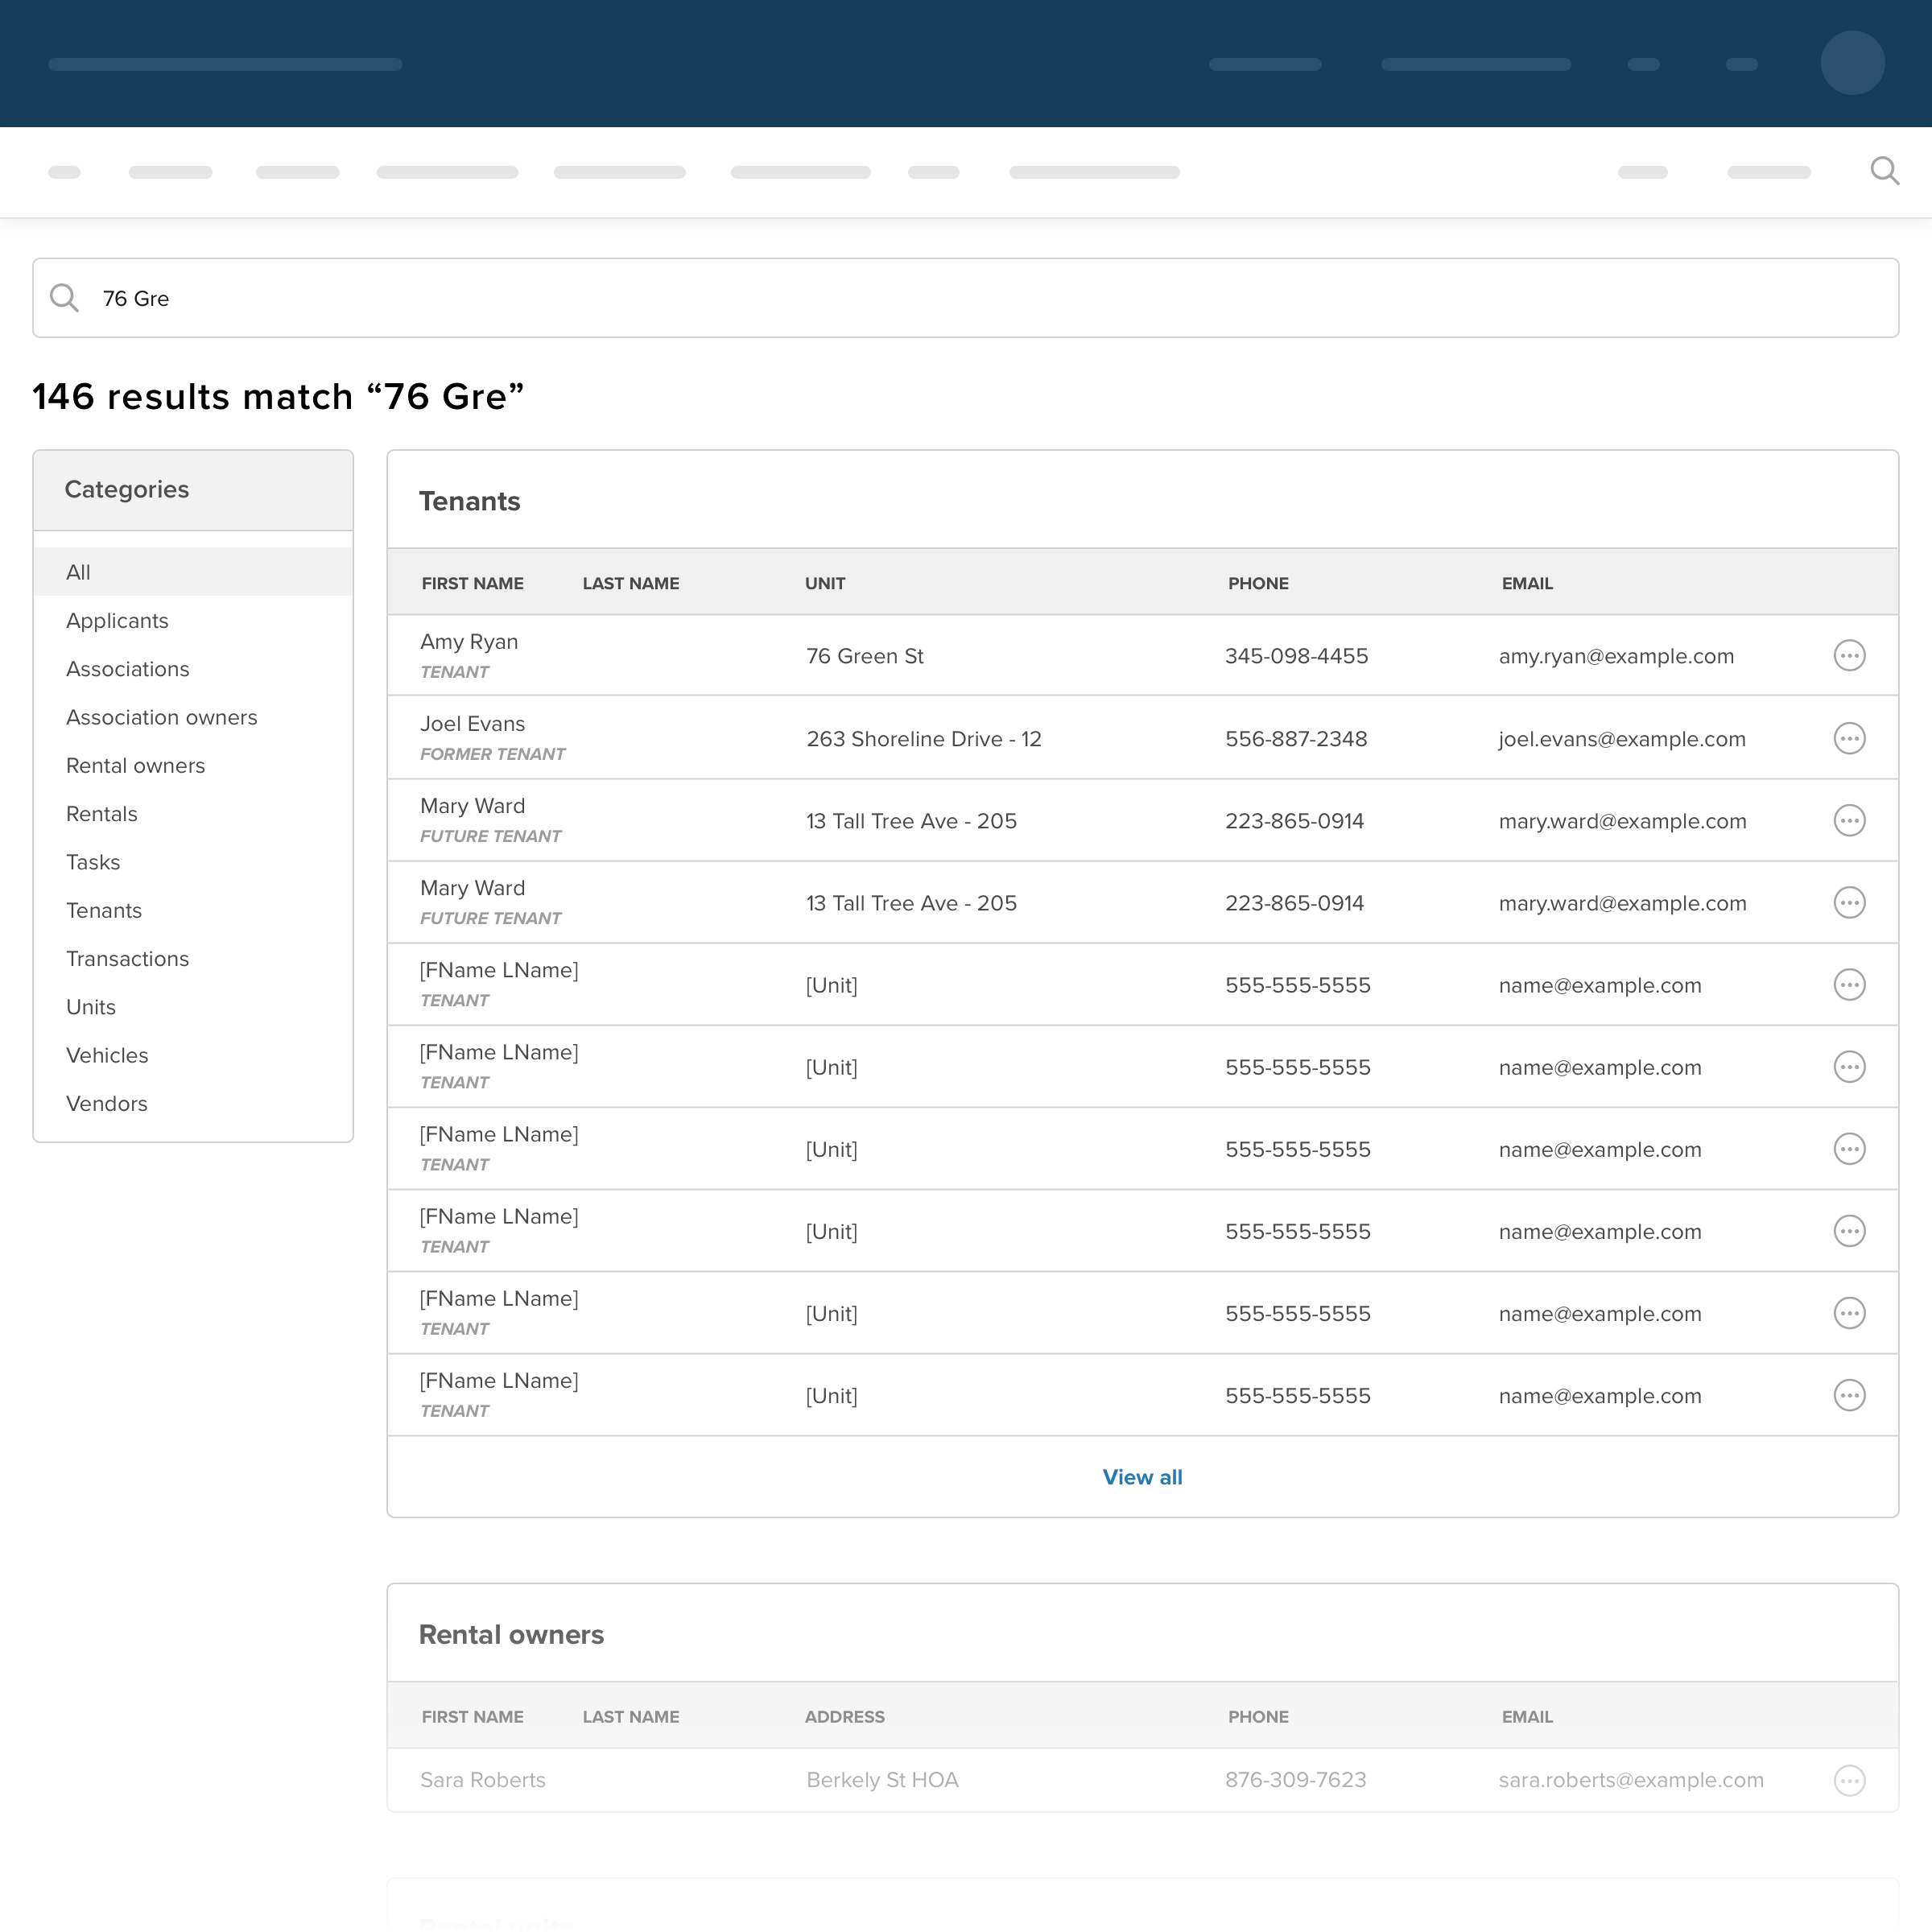 76 Gre
146 results match “76 Gre”
Categories
All
Applicants
Associations
Association owners
Rental owners
Rentals
Tasks
Tenants
Transactions
Units
Vehicles
Vendors
Tenants
FIRST NAME LAST NAME UNIT PHONE EMAIL
Amy Ryan
TENANT
76 Green St 345-098-4455 amy.ryan@example.com
Joel Evans
FORMER TENANT
263 Shoreline Drive - 12 556-887-2348 joel.evans@example.com
Mary Ward
FUTURE TENANT
13 Tall Tree Ave - 205 223-865-0914 mary.ward@example.com
Mary Ward
FUTURE TENANT
13 Tall Tree Ave - 205 223-865-0914 mary.ward@example.com
[FName LName]
TENANT
[Unit] 555-555-5555 name@example.com
[FName LName]
TENANT
[Unit] 555-555-5555 name@example.com
[FName LName]
TENANT
[Unit] 555-555-5555 name@example.com
[FName LName]
TENANT
[Unit] 555-555-5555 name@example.com
[FName LName]
TENANT
[Unit] 555-555-5555 name@example.com
[FName LName]
TENANT
[Unit] 555-555-5555 name@example.com
View all
Rental owners
FIRST NAME LAST NAME ADDRESS PHONE EMAIL
Sara Roberts Berkely St HOA 876-309-7623 sara.roberts@example.com